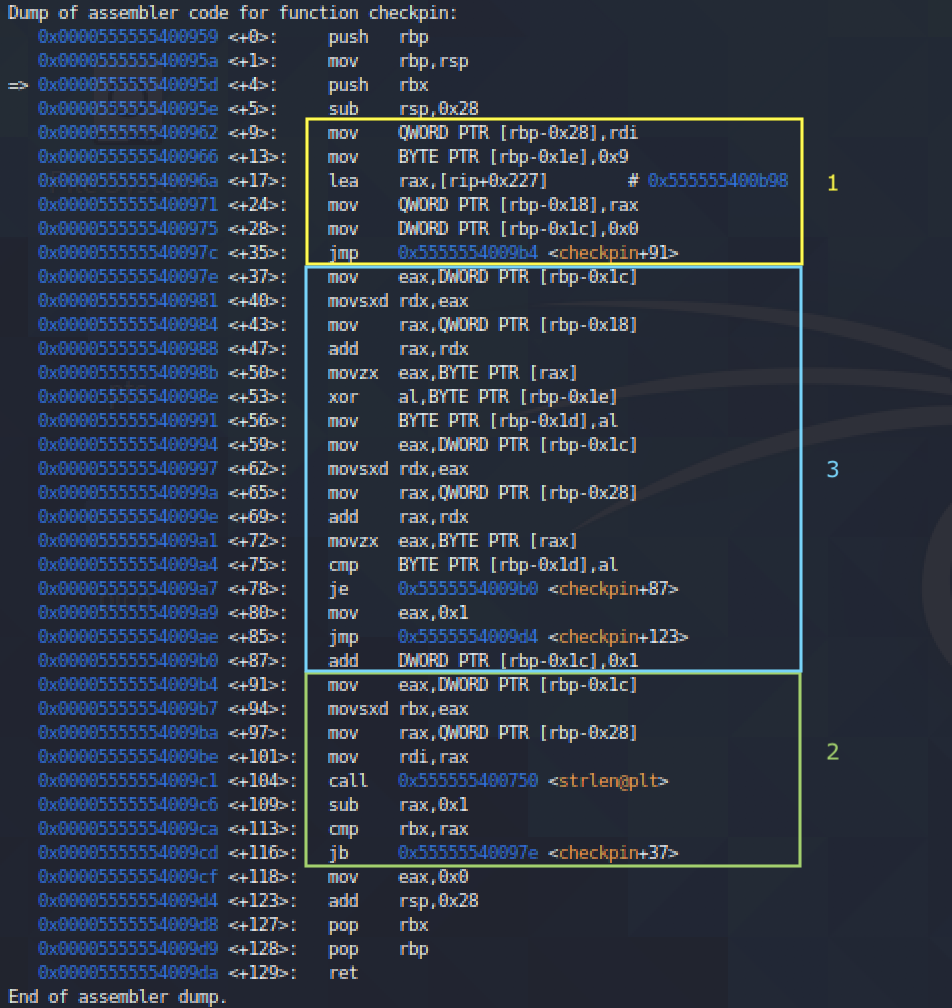 Dump of assembler code for function checkpin:
0x0000555555400959 <+0>: push rbp
0x000055555540095a <+1>: mov rbp,rsp
=> 0x000055555540095d <+4>: push rbx
0x000055555540095e <+5>: sub rsp,0x28
0x0000555555400962 <+9>: mov QWORD PTR [rbp-0x28],rdi
0x0000555555400966 <+13>: mov BYTE PTR [rbp-0x1e],0x9
0x000055555540096a <+17>: lea rax,[rip+0x227] # 0x555555400b98
1
0x0000555555400971 <+24>: mov QWORD PTR [rbp-0x18],rax
0x0000555555400975 <+28>: mov DWORD PTR [rbp-0x1c],0x0
0x000055555540097c <+35>: jmp 0x5555554009b4 <checkpin+91>
0x000055555540097e <+37>: mov eax,DWORD PTR [rbp-0x1c]
0x0000555555400981 <+40>: movsxd rdx,eax
0x0000555555400984 <+43>: mov rax,QWORD PTR [rbp-0x18]
0x0000555555400988 <+47>: add rax,rdx
0x000055555540098b <+50>: movzx eax,BYTE PTR [rax]
0x000055555540098e <+53>: xor al,BYTE PTR [rbp-0x1e]
0x0000555555400991 <+56>: mov BYTE PTR [rbp-0x1d],al
0x0000555555400994 <+59>: mov eax,DWORD PTR [rbp-0x1c]
0x0000555555400997 <+62>: movsxd rdx,eax
3
0x000055555540099a <+65>: mov rax,QWORD PTR [rbp-0x28]
0x000055555540099e <+69>: add rax,rdx
0x00005555554009a1 <+72>: movzx eax,BYTE PTR [rax]
0x00005555554009a4 <+75>: cmp BYTE PTR [rbp-0x1d],al
0x00005555554009a7 <+78>: je 0x5555554009b0 <checkpin+87>
0x00005555554009a9 <+80>: mov eax,0x1
0x00005555554009ae <+85>: jmp 0x5555554009d4 <checkpin+123>
0x00005555554009b0 <+87>: add DWORD PTR [rbp-0x1c],0x1
0x00005555554009b4 <+91>: mov eax,DWORD PTR [rbp-0x1c]
0x00005555554009b7 <+94>: movsxd rbx,eax
0x00005555554009ba <+97>: mov rax,QWORD PTR [rbp-0x28]
0x00005555554009be <+101>: mov rdi,rax
2
0x00005555554009c1 <+104>: call 0x555555400750 <strlen@plt>
0x00005555554009c6 <+109>: sub rax,0x1
0x00005555554009ca <+113>: cmp rbx,rax
0x00005555554009cd <+116>: jb 0x55555540097e <checkpin+37>
0x00005555554009cf <+118>: mov eax,0x0
0x00005555554009d4 <+123>: add rsp,0x28
0x00005555554009d8 <+127>: pop rbx
0x00005555554009d9 <+128>: pop rbp
0x00005555554009da <+129>: ret
End of assembler dump.